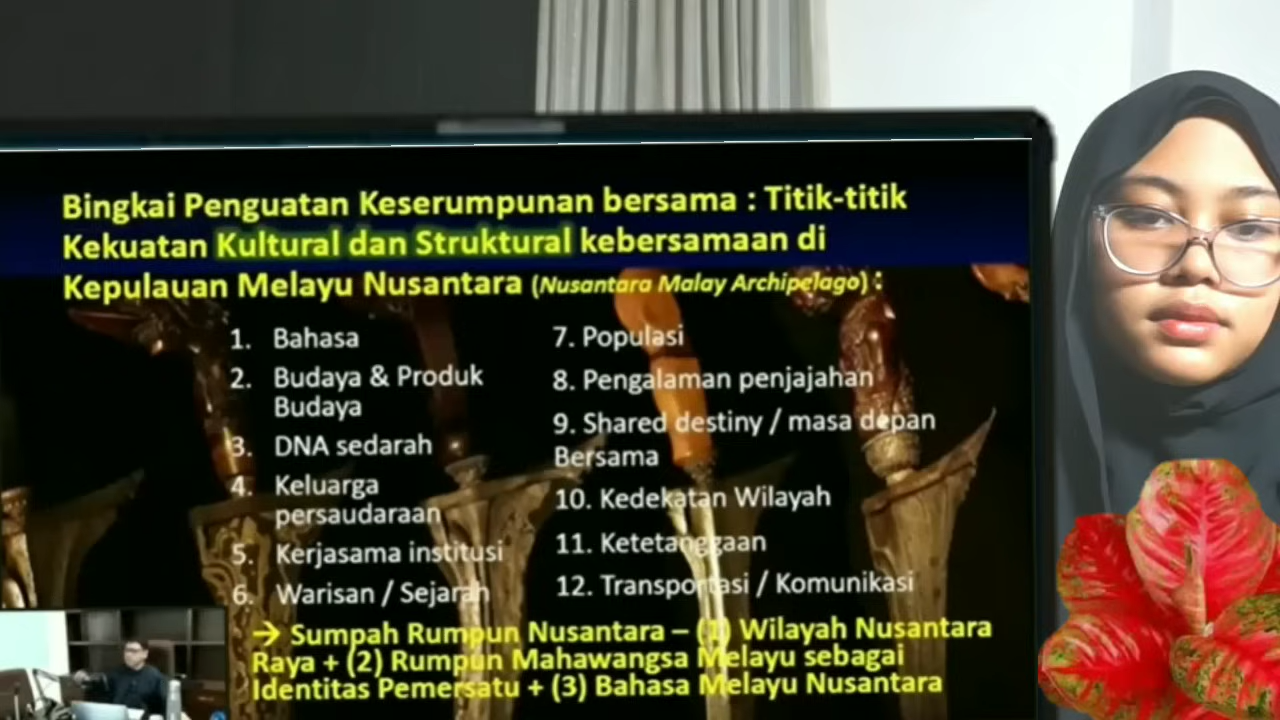 Bingkai Penguatan Keserumpunan bersama : Titik-titik
Kekuatan Kultural dan Struktural kebersamaan di
Kepulauan Melayu Nusantara (Nusantara Malay Archipelago) :
1. Bahasa
2. Budaya & Produk
Budaya
3. DNA sedarah
4. Keluarga
persaudaraan
5. Kerjasama institusi
6. Warisan / Sejarah
7. Populasi
8. Pengalaman penjajahan
9. Shared destiny / masa depan
Bersama
10. Kedekatan Wilayah
11. Ketetanggaan
12. Transportasi / Komunikasi
→ Sumpah Rumpun Nusantara – (1) Wilayah Nusantara
Raya + (2) Rumpun Mahawangsa Melayu sebagai
Identitas Pemersatu + (3) Bahasa Melayu Nusantara